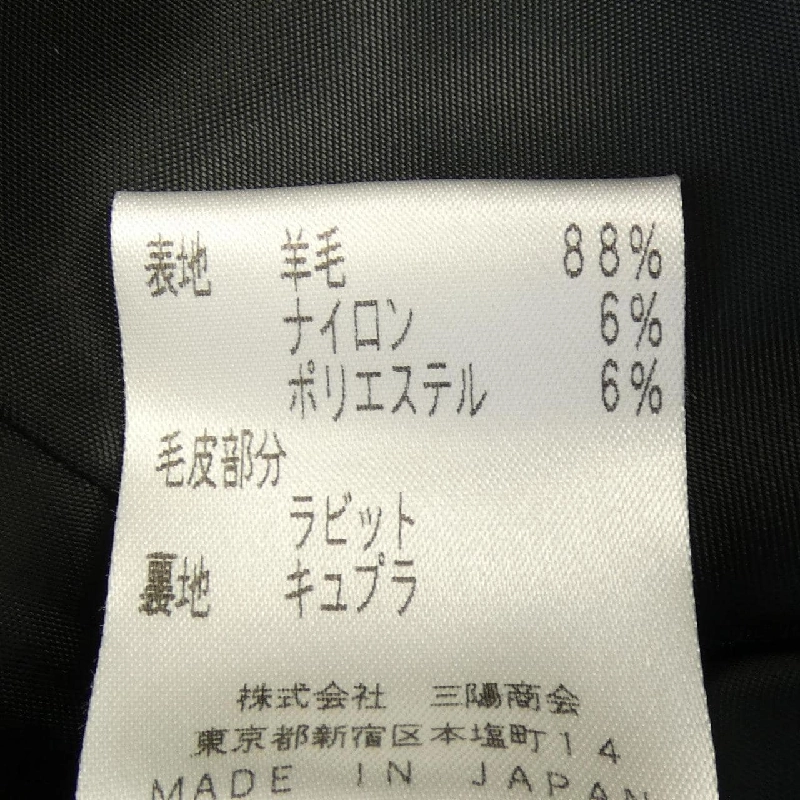 表地 羊毛 88%
ナイロン 6%
ポリエステル 6%
毛皮部分
ラビット
裏地 キュプラ
株式会社 三陽商会
東京都新宿区本塩町14
MADE IN JAPAN